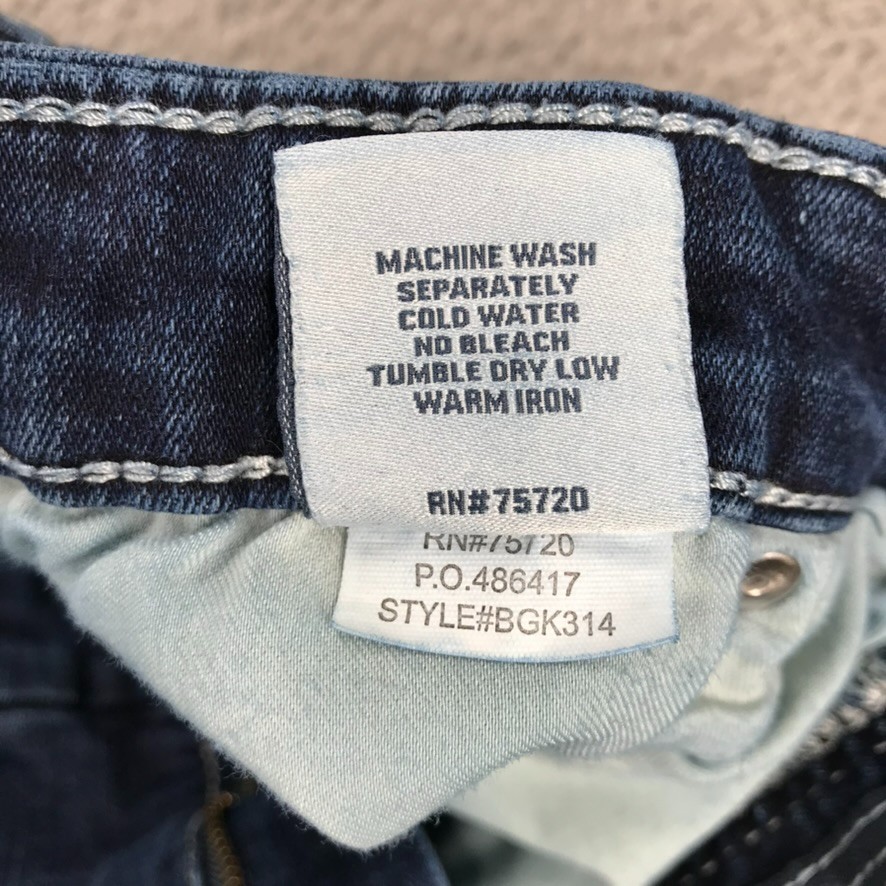 MACHINE WASH
SEPARATELY
COLD WATER
NO BLEACH
TUMBLE DRY LOW
WARM IRON
RN#75720
RN#75720
P.O.486417
STYLE#BGK314